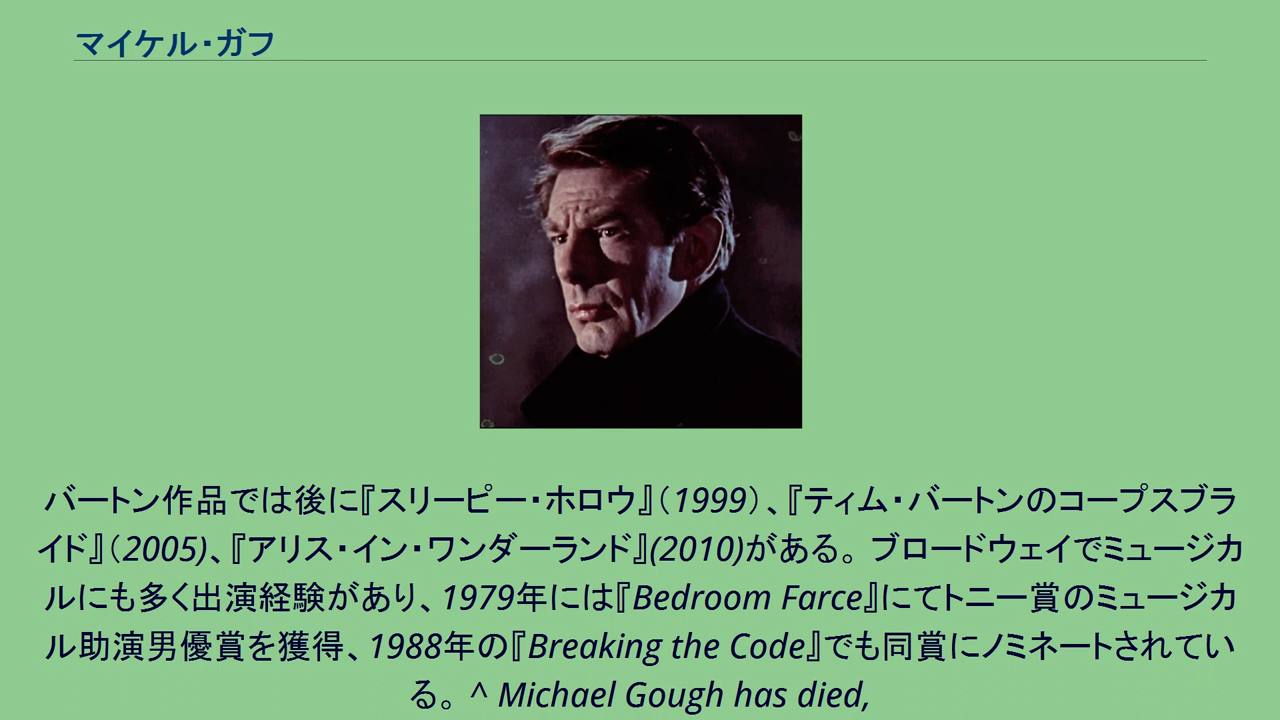 マイケル・ガフ
バートン作品では後に『スリーピー・ホロウ』（1999）、『ティム・バートンのコープスブラ
イド』（2005)、『アリス・イン・ワンダーランド』(2010)がある。 ブロードウェイでミュージカ
ルにも多く出演経験があり、1979年には『Bedroom Farce』にてトニー賞のミュージカ
ル助演男優賞を獲得、1988年の『Breaking the Code』でも同賞にノミネートされてい
る。 ^ Michael Gough has died,